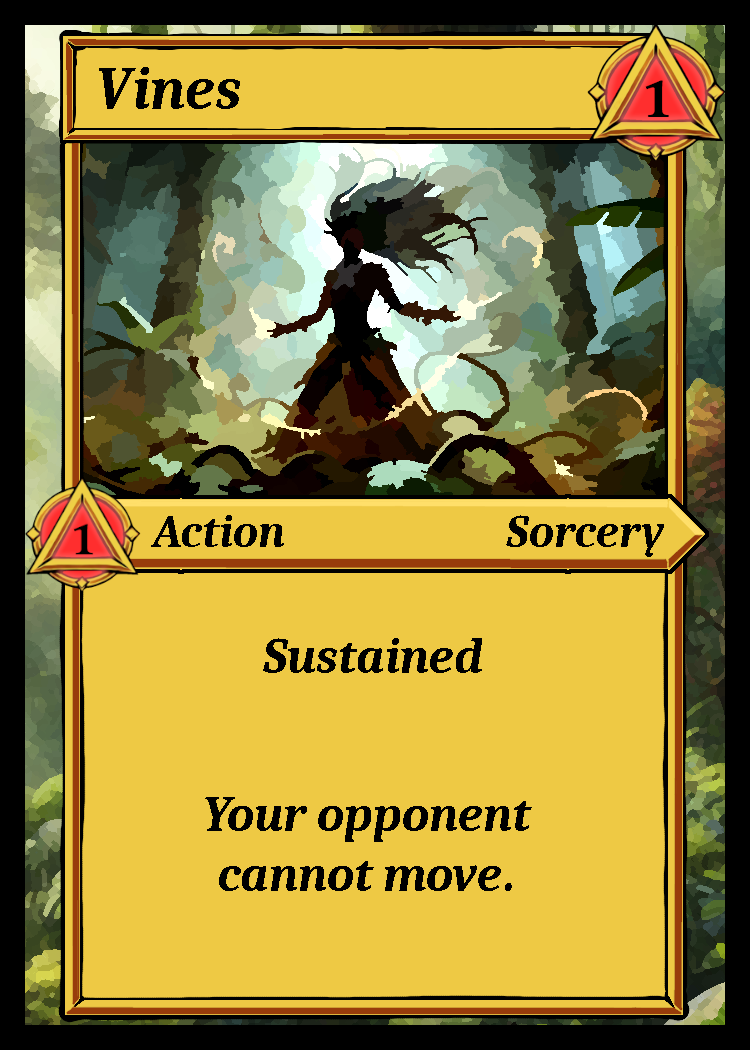 Vines
1
1
Action
Sorcery
Sustained
Your opponent
cannot move.